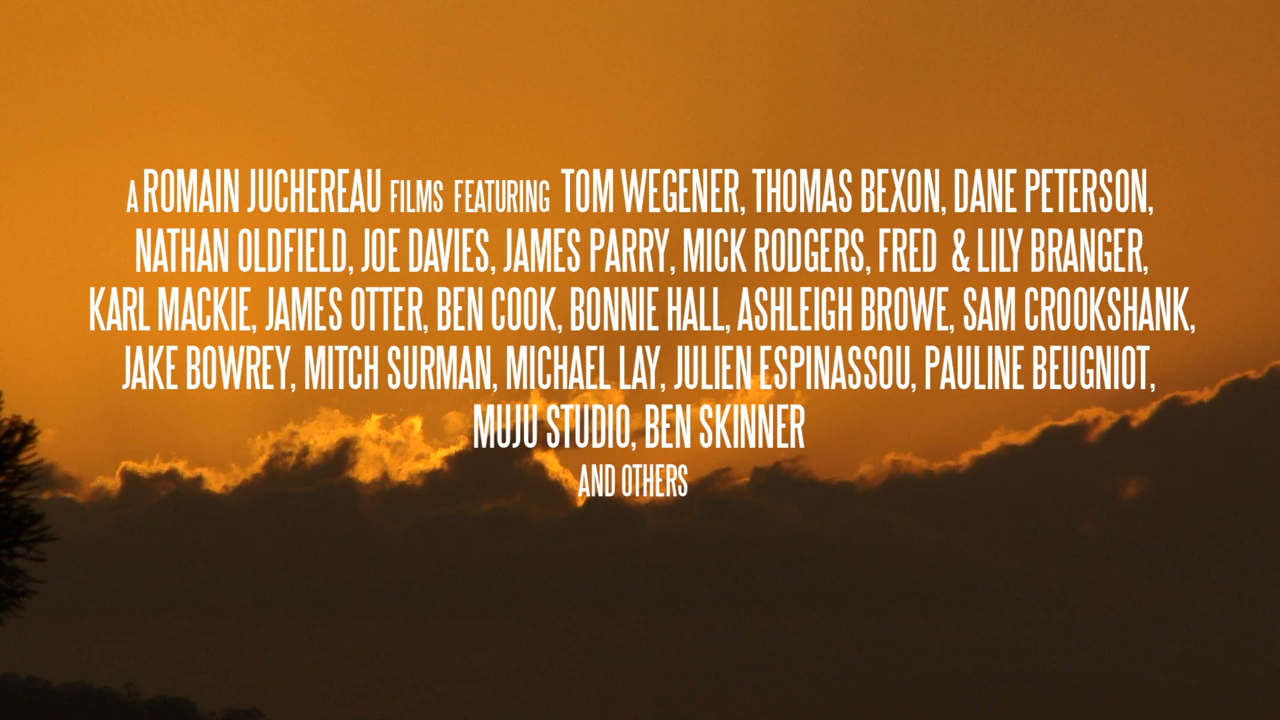 A ROMAIN JUCHEREAU FILMS FEATURING TOM WEGENER, THOMAS BEXON, DANE PETERSON,
NATHAN OLDFIELD, JOE DAVIES, JAMES PARRY, MICK RODGERS, FRED & LILY BRANGER,
KARL MACKIE, JAMES OTTER, BEN COOK, BONNIE HALL, ASHLEIGH BROWE, SAM CROOKSHANK,
JAKE BOWREY, MITCH SURMAN, MICHAEL LAY, JULIEN ESPINASSOU, PAULINE BEUGNIOT,
MUJU STUDIO, BEN SKINNER
AND OTHERS